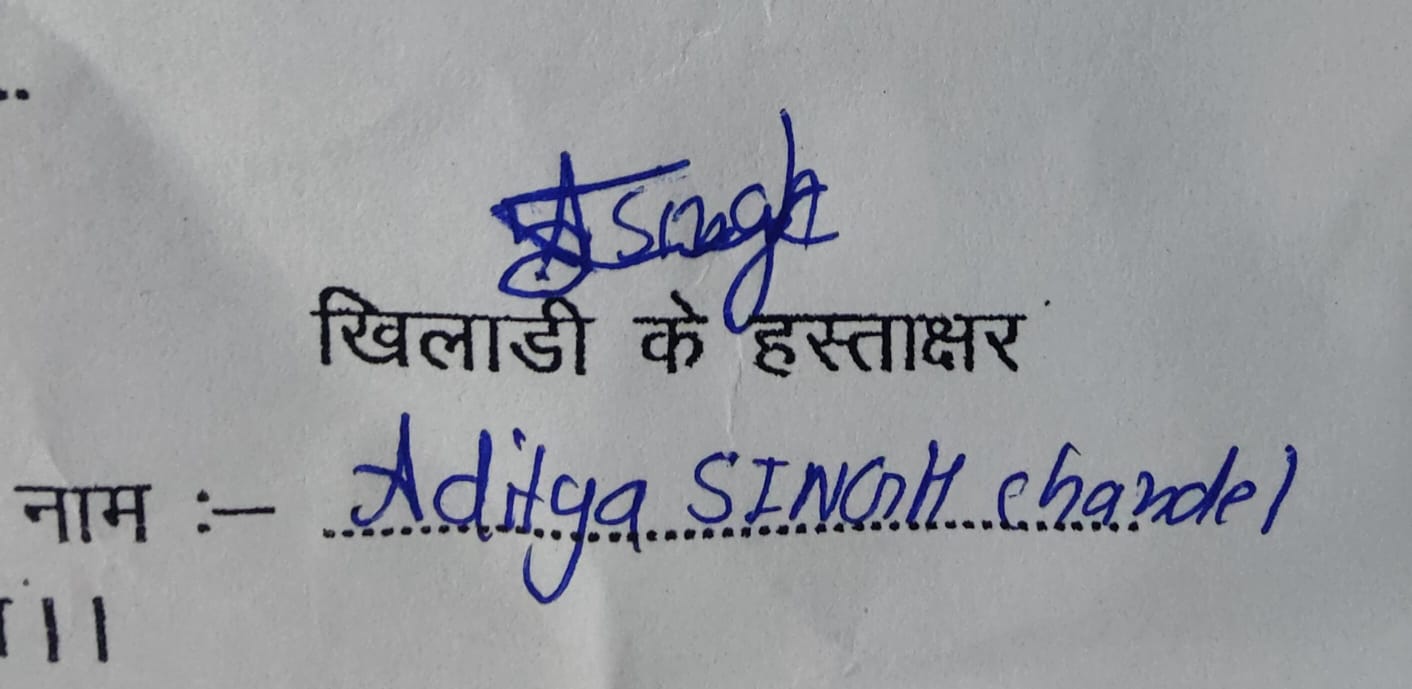 ..
A Singh
खिलाडी के हस्ताक्षर
नाम :- Aditya SINGH chandel
।।